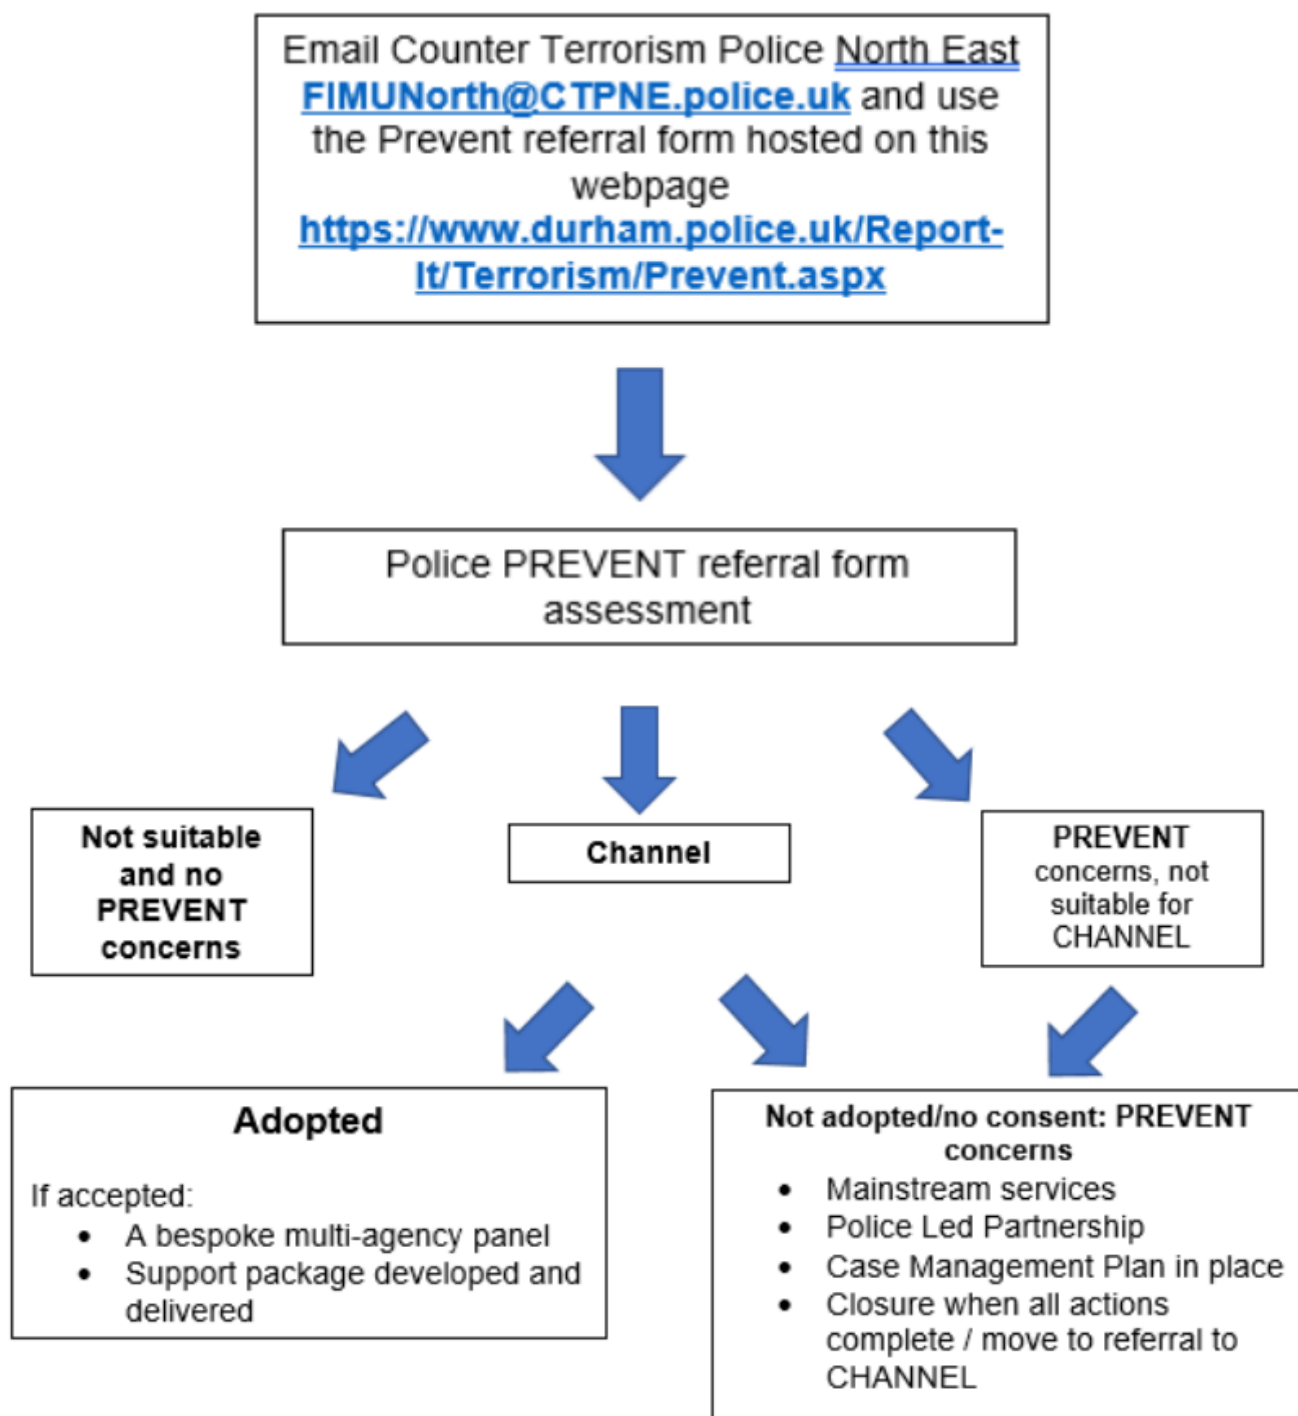 Email Counter Terrorism Police North East
FIMUNorth@CTPNE.police.uk and use
the Prevent referral form hosted on this
webpage
https://www.durham.police.uk/Report-
It/Terrorism/Prevent.aspx
Police PREVENT referral form
assessment
Not suitable
and no
PREVENT
concerns
Channel
PREVENT
concerns, not
suitable for
CHANNEL
Adopted
If accepted:
• A bespoke multi-agency panel
• Support package developed and
delivered
Not adopted/no consent: PREVENT
concerns
• Mainstream services
• Police Led Partnership
• Case Management Plan in place
• Closure when all actions
complete / move to referral to
CHANNEL